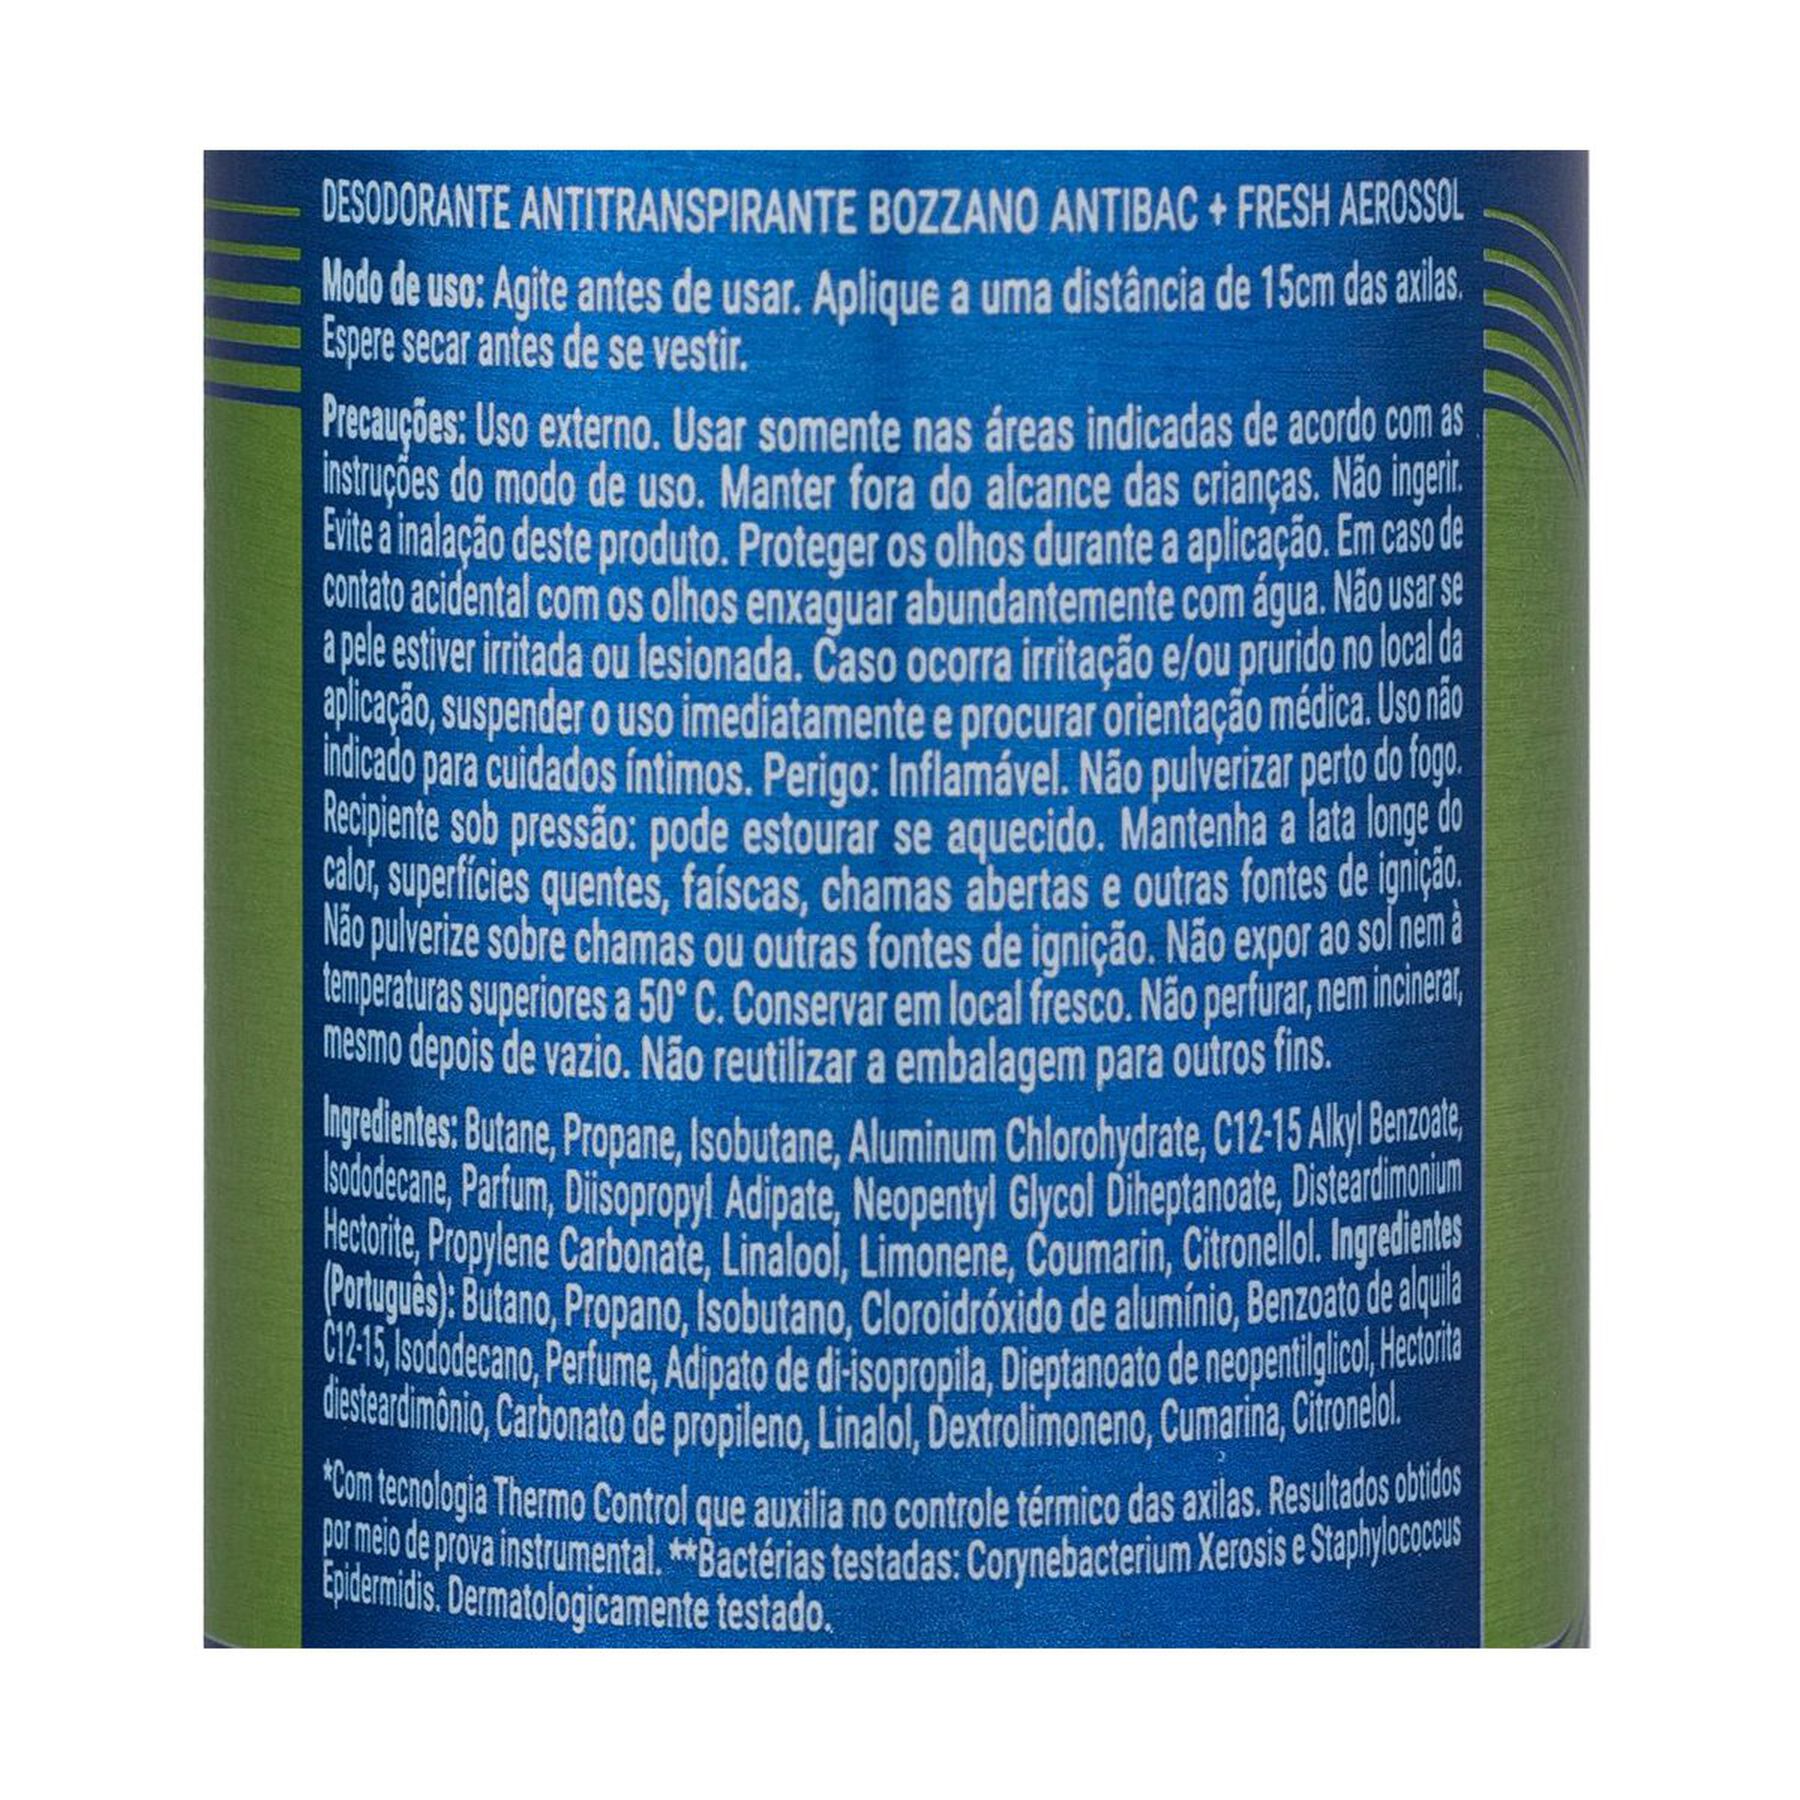 DESODORANTE ANTITRANSPIRANTE BOZZANO ANTIBAC + FRESH AEROSSOL
Modo de uso: Agite antes de usar. Aplique a uma distância de 15cm das axilas.
Espere secar antes de se vestir.
Precauções: Uso externo. Usar somente nas áreas indicadas de acordo com as
instruções do modo de uso. Manter fora do alcance das crianças. Não ingerir.
Evite a inalação deste produto. Proteger os olhos durante a aplicação. Em caso de
contato acidental com os olhos enxaguar abundantemente com água. Não usar se
a pele estiver irritada ou lesionada. Caso ocorra irritação e/ou prurido no local da
aplicação, suspender o uso imediatamente e procurar orientação médica. Uso não
indicado para cuidados íntimos. Perigo: Inflamável. Não pulverizar perto do fogo.
Recipiente sob pressão: pode estourar se aquecido. Mantenha a lata longe do
calor, superfícies quentes, faíscas, chamas abertas e outras fontes de ignição.
Não pulverize sobre chamas ou outras fontes de ignição. Não expor ao sol nem à
temperaturas superiores a 50° C. Conservar em local fresco. Não perfurar, nem incinerar,
mesmo depois de vazio. Não reutilizar a embalagem para outros fins.
Ingredientes: Butane, Propane, Isobutane, Aluminum Chlorohydrate, C12-15 Alkyl Benzoate,
Isododecane, Parfum, Diisopropyl Adipate, Neopentyl Glycol Diheptanoate, Disteardimonium
Hectorite, Propylene Carbonate, Linalool, Limonene, Coumarin, Citronellol. Ingredientes
(Português): Butano, Propano, Isobutano, Cloroidróxido de alumínio, Benzoato de alquila
C12-15, Isododecano, Perfume, Adipato de di-isopropila, Dieptanoato de neopentilglicol, Hectorita
diesteardimônio, Carbonato de propileno, Linalol, Dextrolimoneno, Cumarina, Citronelol.
*Com tecnologia Thermo Control que auxilia no controle térmico das axilas. Resultados obtidos
por meio de prova instrumental. **Bactérias testadas: Corynebacterium Xerosis e Staphylococcus
Epidermidis. Dermatologicamente testado.